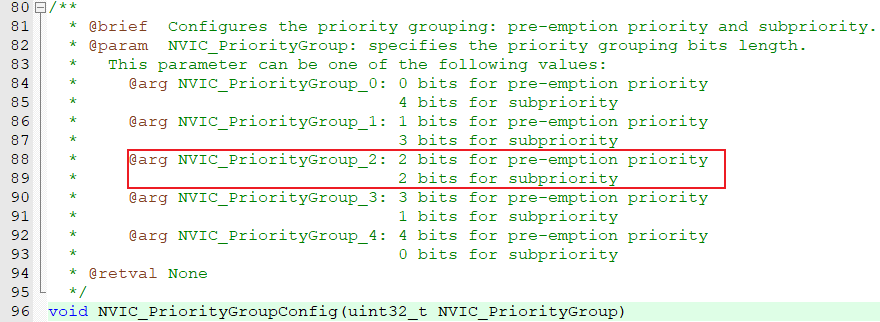 80 /**
81 * @brief Configures the priority grouping: pre-emption priority and subpriority.
82 * @param NVIC_PriorityGroup: specifies the priority grouping bits length.
83 * This parameter can be one of the following values:
84 * @arg NVIC_PriorityGroup_0: 0 bits for pre-emption priority
85 * 4 bits for subpriority
86 * @arg NVIC_PriorityGroup_1: 1 bits for pre-emption priority
87 * 3 bits for subpriority
88 * @arg NVIC_PriorityGroup_2: 2 bits for pre-emption priority
89 * 2 bits for subpriority
90 * @arg NVIC_PriorityGroup_3: 3 bits for pre-emption priority
91 * 1 bits for subpriority
92 * @arg NVIC_PriorityGroup_4: 4 bits for pre-emption priority
93 * 0 bits for subpriority
94 * @retval None
95 */
96 void NVIC_PriorityGroupConfig(uint32_t NVIC_PriorityGroup)